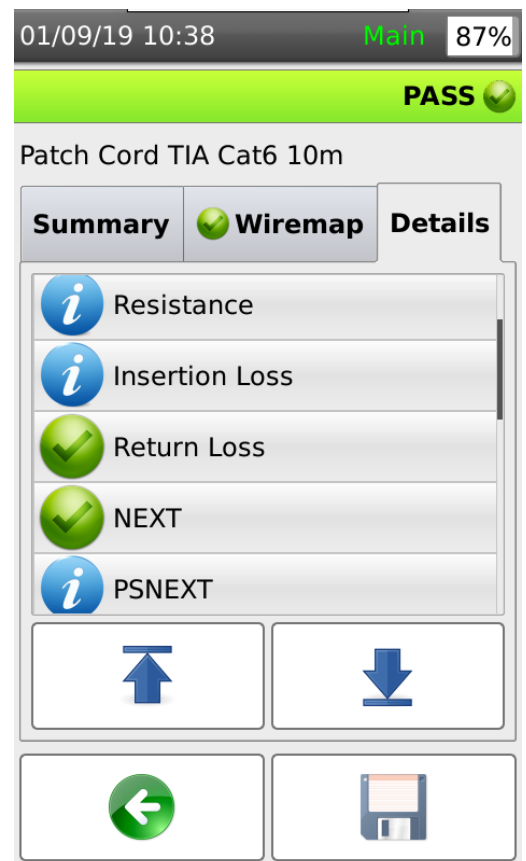 01/09/19 10:38 Main 87%
PASS
Patch Cord TIA Cat6 10m
Summary Wiremap Details
Resistance
Insertion Loss
Return Loss
NEXT
PSNEXT